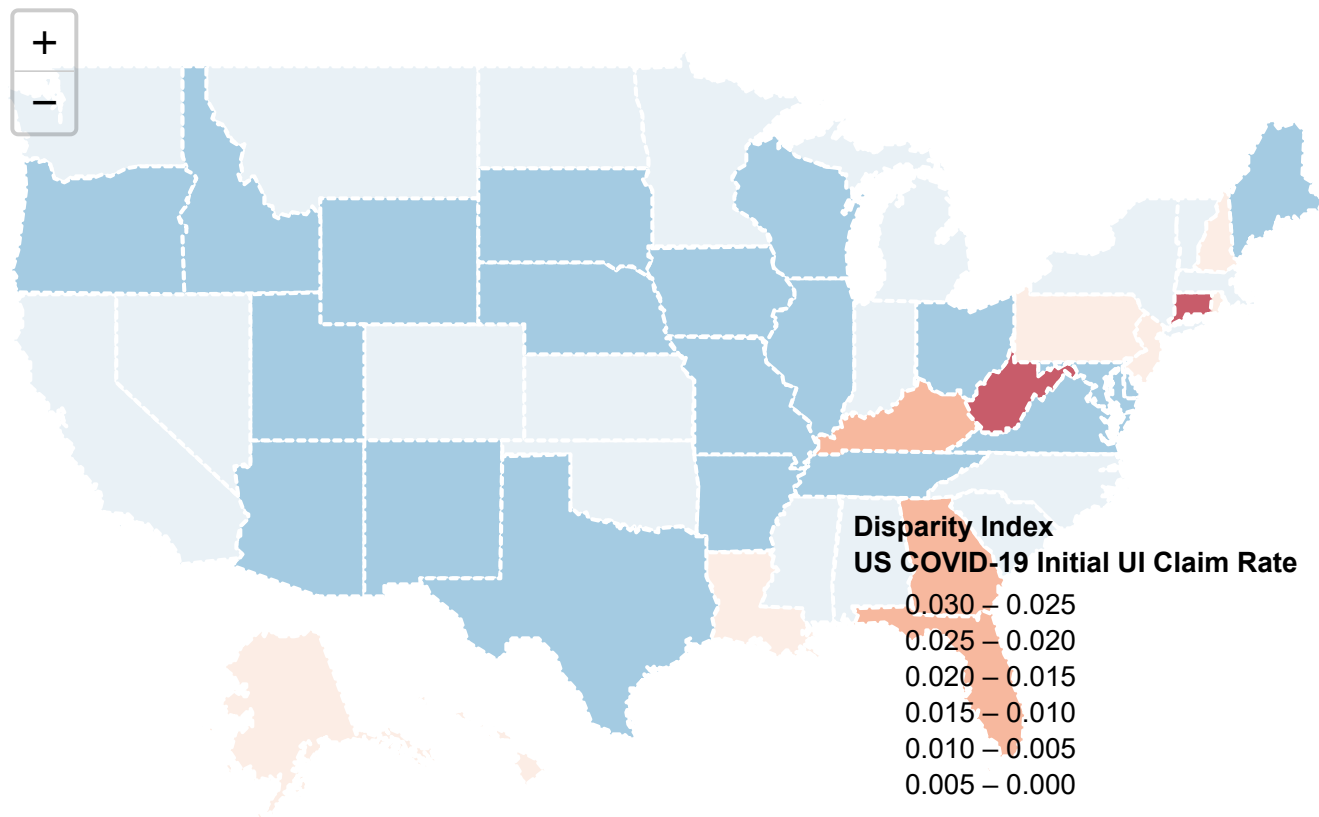 +
−
Disparity Index
US COVID-19 Initial UI Claim Rate
0.030 – 0.025
0.025 – 0.020
0.020 – 0.015
0.015 – 0.010
0.010 – 0.005
0.005 – 0.000